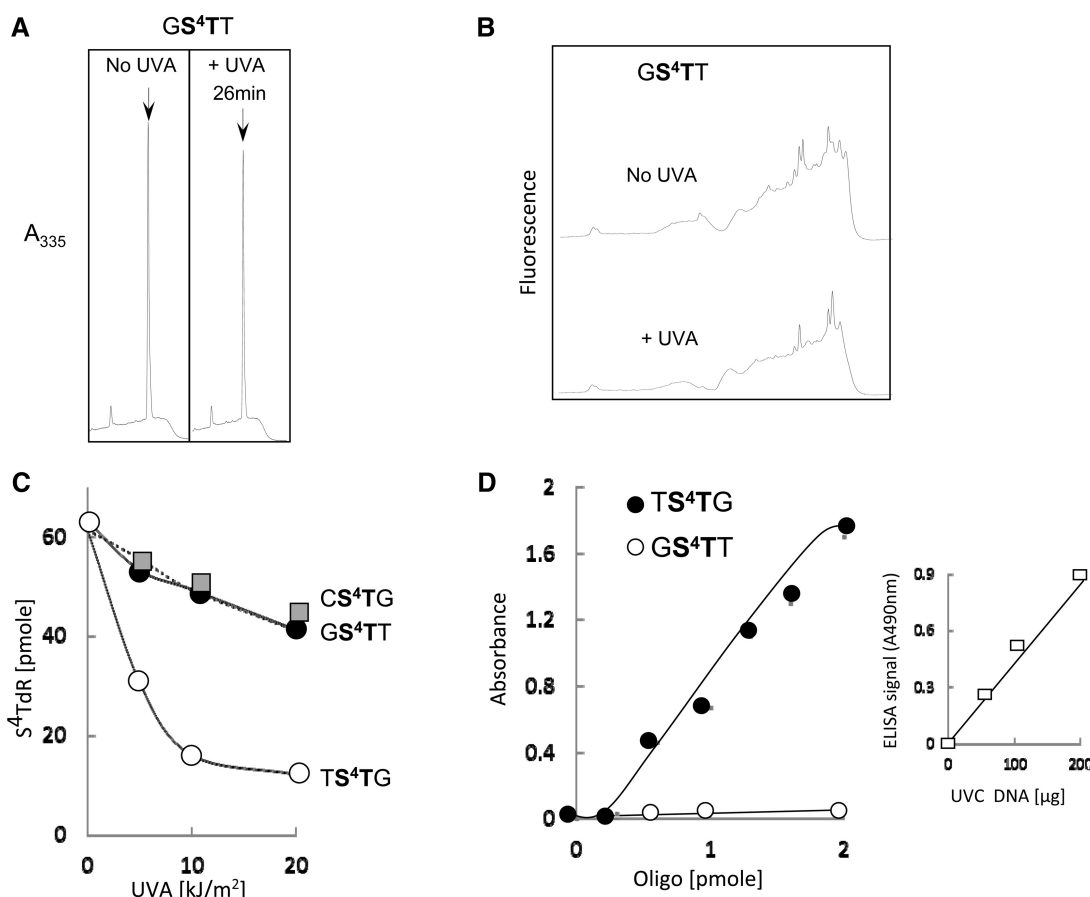 A
GS⁴TT
No UVA
+ UVA
26min
A₃₃₅
B
GS⁴TT
No UVA
+ UVA
Fluorescence
C
60
40
20
0
0 10 20
S⁴TdR [pmole]
UVA [kJ/m²]
CS⁴TG
GS⁴TT
TS⁴TG
D
2
1.6
1.2
0.8
0.4
0
0 1 2
Absorbance
Oligo [pmole]
TS⁴TG
GS⁴TT
0.9
0.6
0.3
0
0 100 200
ELISA signal (A490nm)
UVC DNA [µg]